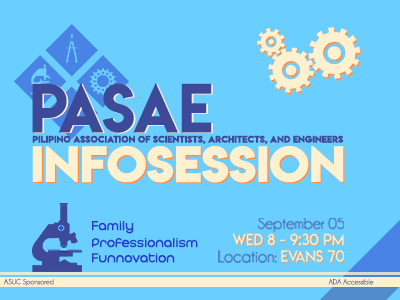 PASAE
PILIPINO ASSOCIATION OF SCIENTISTS, ARCHITECTS, AND ENGINEERS
INFOSESSION
Family
Professionalism
Funnovation
September 05
WED 8 - 9:30 PM
Location: EVANS 70
ASUC Sponsored
ADA Accessible